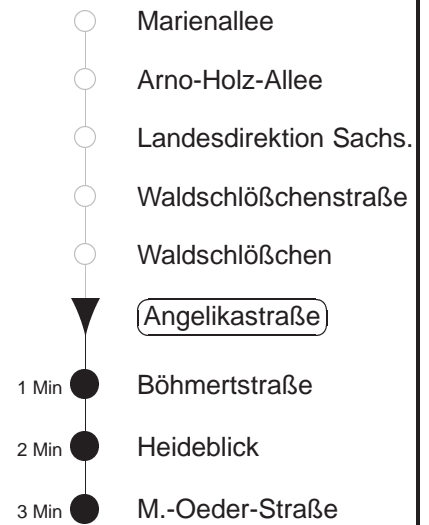 Marienallee
Arno-Holz-Allee
Landesdirektion Sachs.
Waldschlößchenstraße
Waldschlößchen
Angelikastraße
1 Min Böhmertstraße
2 Min Heideblick
3 Min M.-Oeder-Straße